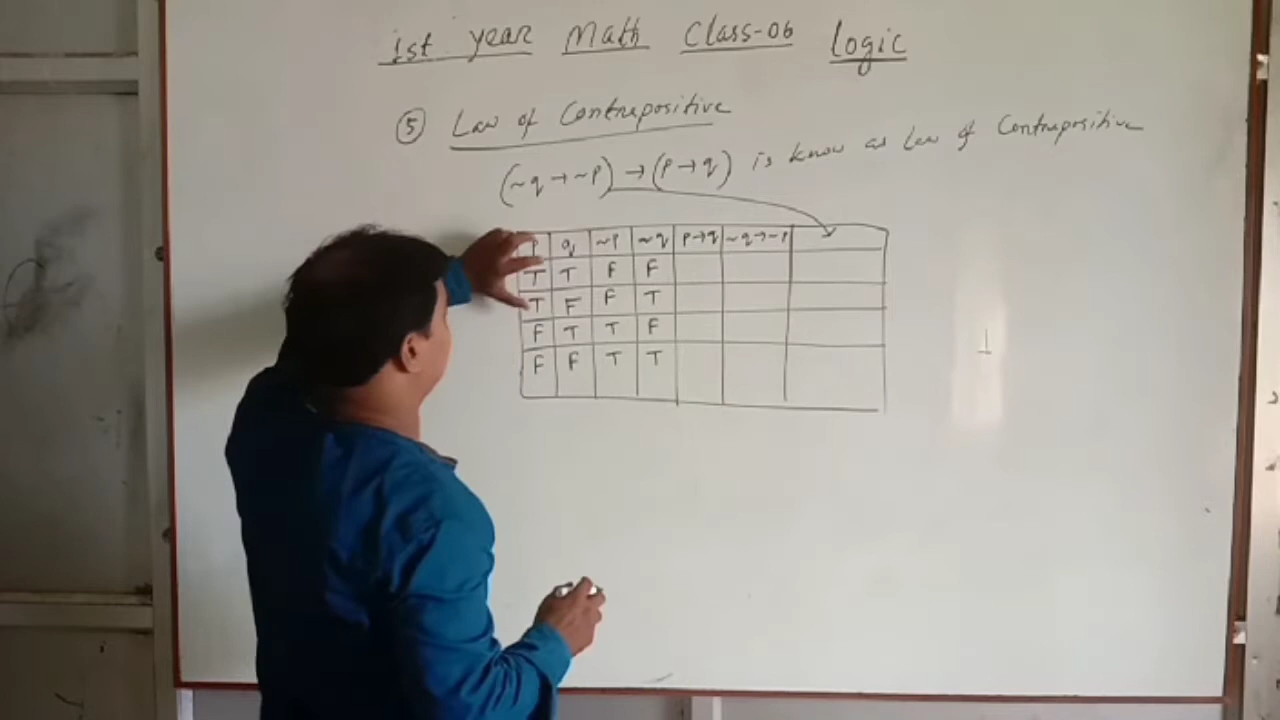 1st year Math Class-06 logic
⑤ Law of Contrapositive
(~q→~p)→(p→q) is know as Law of Contrapositive
p q ~p ~q p→q ~q→~p
T T F F
T F F T
F T T F
F F T T